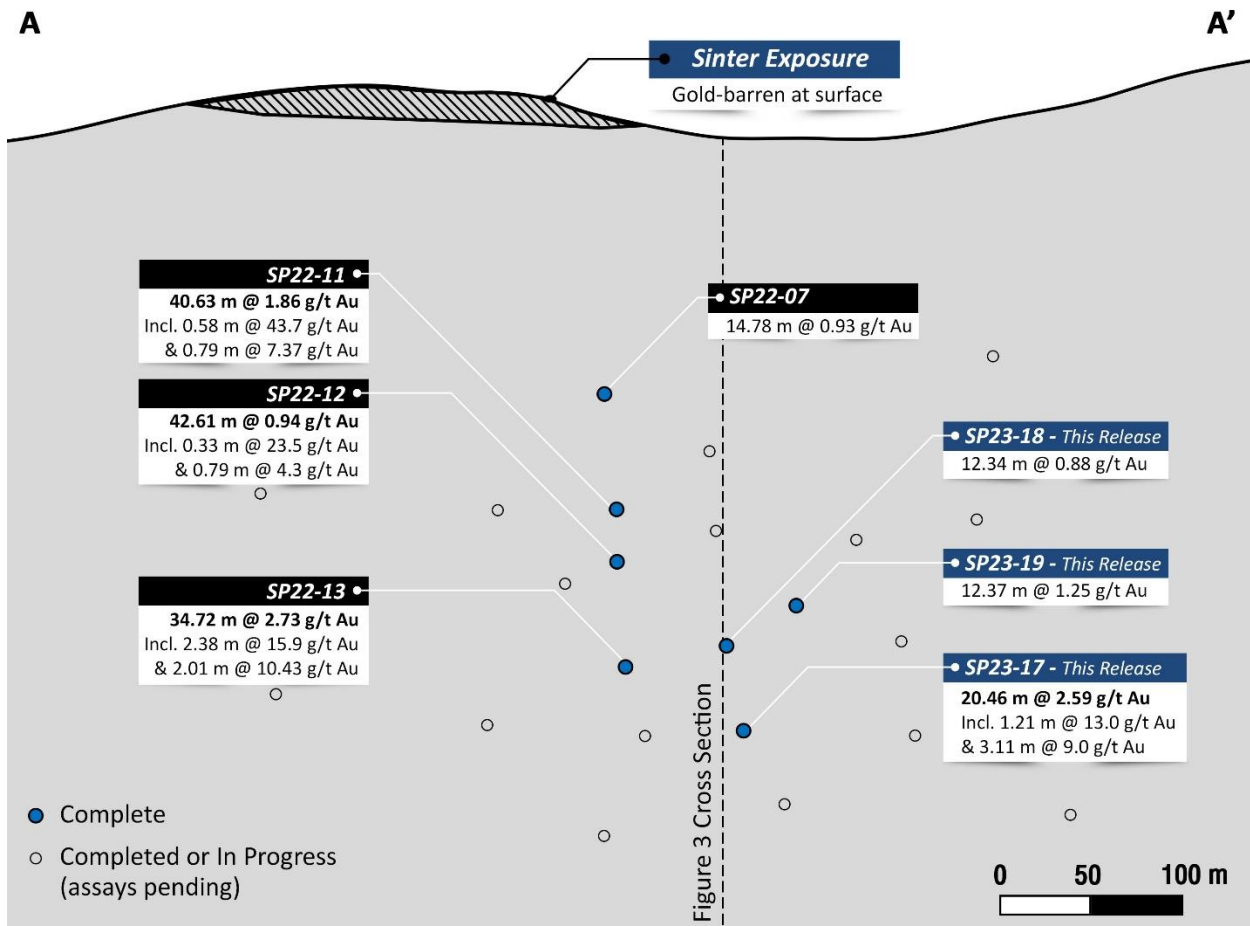 A
A'
Sinter Exposure
Gold-barren at surface
SP22-11
40.63 m @ 1.86 g/t Au
Incl. 0.58 m @ 43.7 g/t Au
& 0.79 m @ 7.37 g/t Au
SP22-07
14.78 m @ 0.93 g/t Au
SP22-12
42.61 m @ 0.94 g/t Au
Incl. 0.33 m @ 23.5 g/t Au
& 0.79 m @ 4.3 g/t Au
SP23-18 - This Release
12.34 m @ 0.88 g/t Au
SP23-19 - This Release
12.37 m @ 1.25 g/t Au
SP22-13
34.72 m @ 2.73 g/t Au
Incl. 2.38 m @ 15.9 g/t Au
& 2.01 m @ 10.43 g/t Au
SP23-17 - This Release
20.46 m @ 2.59 g/t Au
Incl. 1.21 m @ 13.0 g/t Au
& 3.11 m @ 9.0 g/t Au
Figure 3 Cross Section
Complete
Completed or In Progress
(assays pending)
0 50 100 m